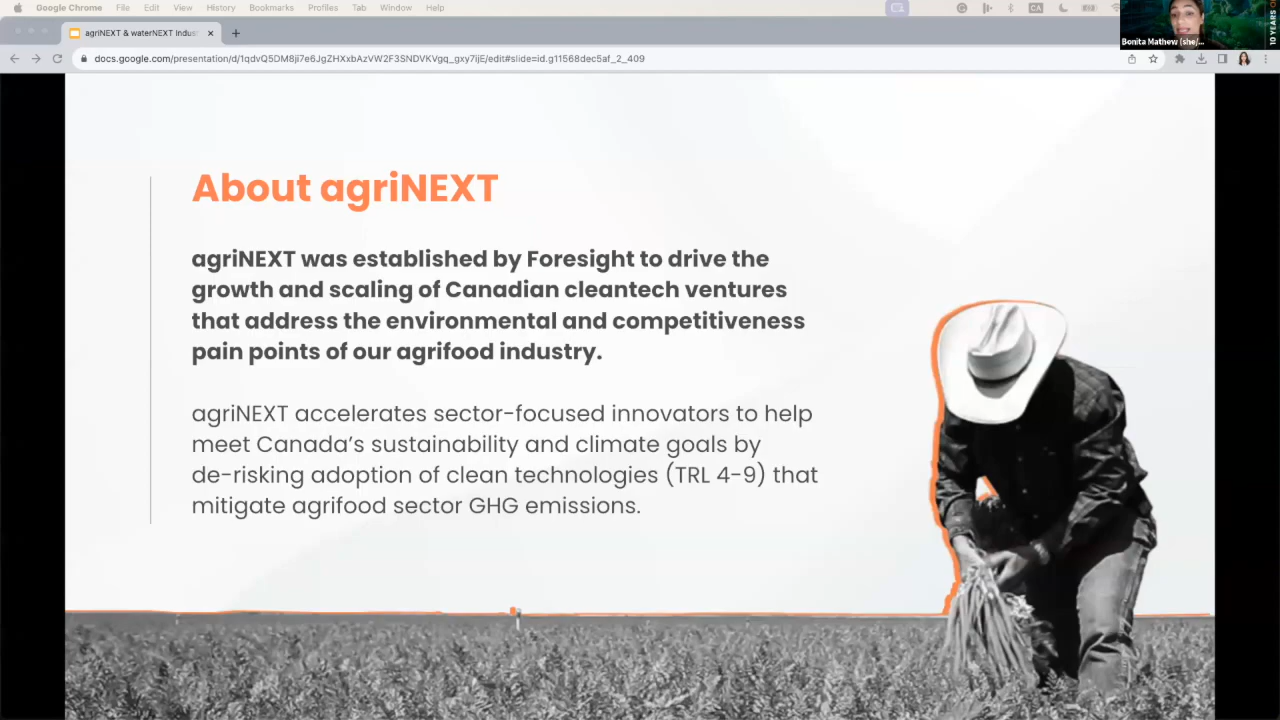 Google Chrome File Edit View History Bookmarks Profiles Tab Window Help
CA
agriNEXT & waterNEXT Indus
docs.google.com/presentation/d/1qdvQ5DM8ji7e6JgZHXxbAzVW2F3SNDVKVgq_gxy7ijE/edit#slide=id.g11568dec5af_2_409
Bonita Mathew (she/...
10 YEARS
About agriNEXT
agriNEXT was established by Foresight to drive the
growth and scaling of Canadian cleantech ventures
that address the environmental and competitiveness
pain points of our agrifood industry.
agriNEXT accelerates sector-focused innovators to help
meet Canada's sustainability and climate goals by
de-risking adoption of clean technologies (TRL 4-9) that
mitigate agrifood sector GHG emissions.